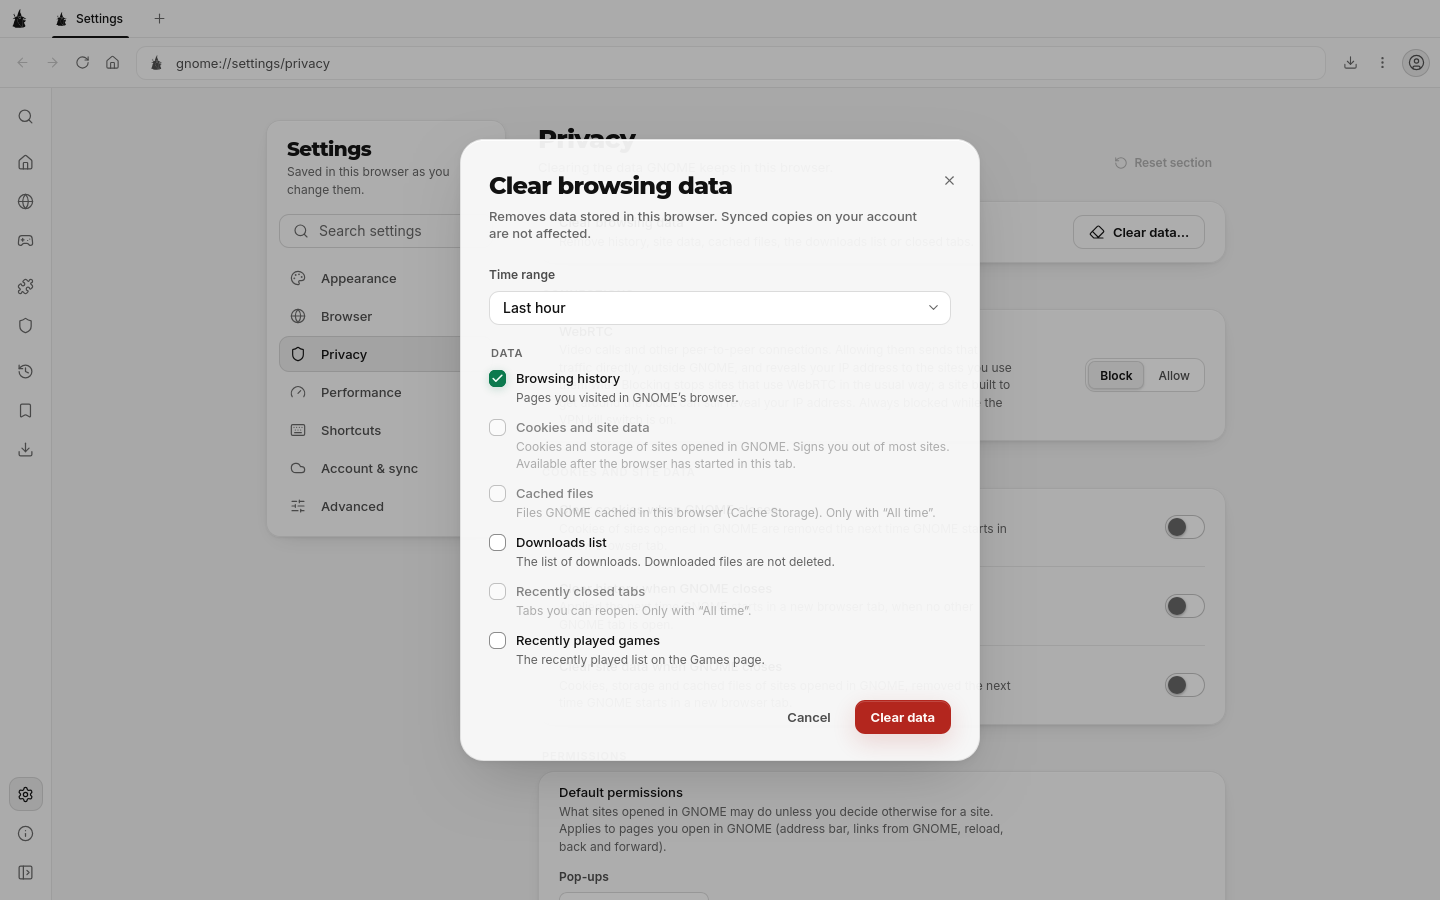 Settings
gnome://settings/privacy
Settings
Saved in this browser as you
change them.
Search settings
Appearance
Browser
Privacy
Performance
Shortcuts
Account & sync
Advanced
Privacy
Reset section
Clear data...
Clear browsing data
Removes data stored in this browser. Synced copies on your account
are not affected.
Time range
Last hour
DATA
Browsing history
Pages you visited in GNOME’s browser.
Cookies and site data
Cookies and storage of sites opened in GNOME. Signs you out of most sites.
Available after the browser has started in this tab.
Cached files
Files GNOME cached in this browser (Cache Storage). Only with “All time”.
Downloads list
The list of downloads. Downloaded files are not deleted.
Recently closed tabs
Tabs you can reopen. Only with “All time”.
Recently played games
The recently played list on the Games page.
Cancel
Clear data
WebRTC
Block
Allow
PERMISSIONS
Default permissions
What sites opened in GNOME may do unless you decide otherwise for a site.
Applies to pages you open in GNOME (address bar, links from GNOME, reload,
back and forward).
Pop-ups